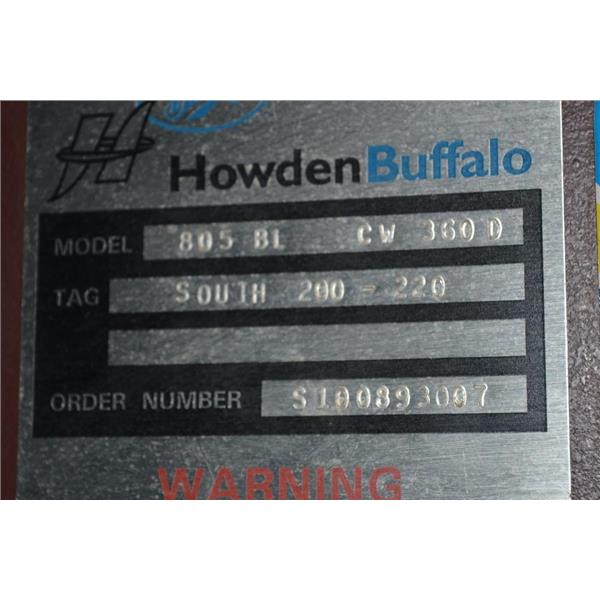 HowdenBuffalo
MODEL 805 BL CW 360 D
TAG SOUTH 200 - 220
ORDER NUMBER S100893007
WARNING